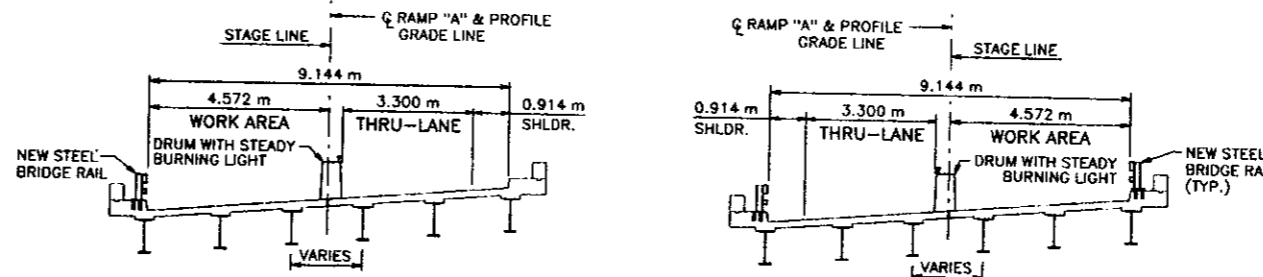 ℄ RAMP "A" & PROFILE
GRADE LINE
STAGE LINE
9.144 m
4.572 m
3.300 m
0.914 m
WORK AREA
THRU-LANE
SHLDR.
DRUM WITH STEADY
BURNING LIGHT
NEW STEEL
BRIDGE RAIL
VARIES
℄ RAMP "A" & PROFILE
GRADE LINE
STAGE LINE
9.144 m
0.914 m
3.300 m
4.572 m
SHLDR.
THRU-LANE
WORK AREA
DRUM WITH STEADY
BURNING LIGHT
NEW STEEL
BRIDGE RA
(TYP.)
VARIES